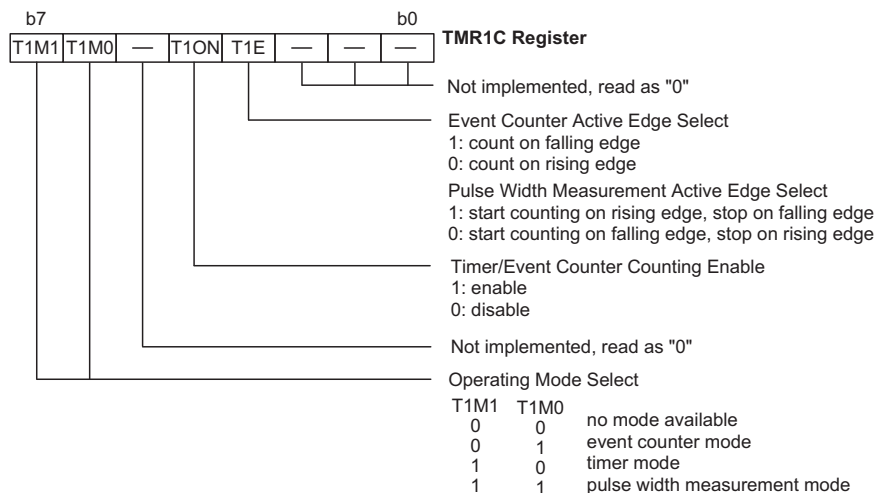 b7 b0
T1M1 T1M0 — T1ON T1E — — —
TMR1C Register
Not implemented, read as "0"
Event Counter Active Edge Select
1: count on falling edge
0: count on rising edge
Pulse Width Measurement Active Edge Select
1: start counting on rising edge, stop on falling edge
0: start counting on falling edge, stop on rising edge
Timer/Event Counter Counting Enable
1: enable
0: disable
Not implemented, read as "0"
Operating Mode Select
T1M1 T1M0
0 0 no mode available
0 1 event counter mode
1 0 timer mode
1 1 pulse width measurement mode